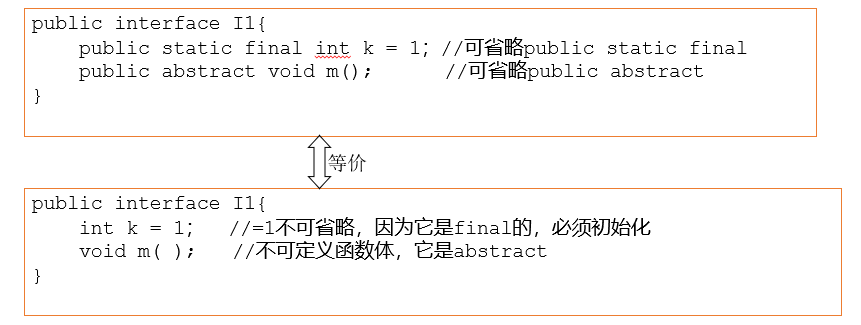 public interface I1{
    public static final int k = 1; //可省略public static final
    public abstract void m();      //可省略public abstract
}
等价
public interface I1{
    int k = 1;   //=1不可省略，因为它是final的，必须初始化
    void m( );   //不可定义函数体，它是abstract
}